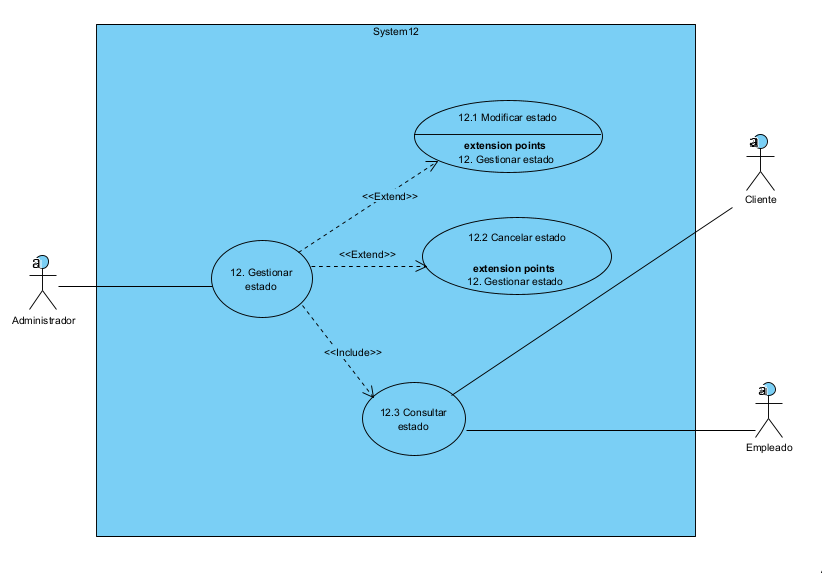 System12
12.1 Modificar estado
extension points
12. Gestionar estado
a
Cliente
<<Extend>>
12.2 Cancelar estado
extension points
12. Gestionar estado
<<Extend>>
12. Gestionar
estado
a
Administrador
<<Include>>
12.3 Consultar
estado
a
Empleado